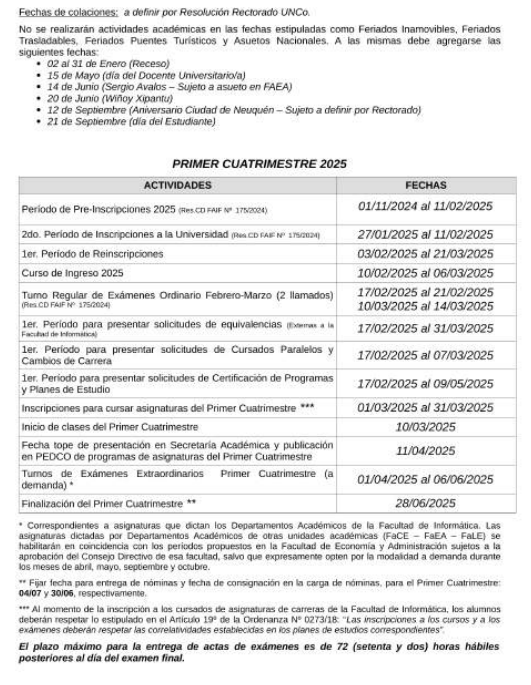 Fechas de colaciones: a definir por Resolución Rectorado UNCo.
No se realizarán actividades académicas en las fechas estipuladas como Feriados Inamovibles, Feriados
Trasladables, Feriados Puentes Turísticos y Asuetos Nacionales. A las mismas debe agregarse las
siguientes fechas:
• 02 al 31 de Enero (Receso)
• 15 de Mayo (día del Docente Universitario/a)
• 14 de Junio (Sergio Avalos – Sujeto a asueto en FAEA)
• 20 de Junio (Wiñoy Xipantu)
• 12 de Septiembre (Aniversario Ciudad de Neuquén – Sujeto a definir por Rectorado)
• 21 de Septiembre (día del Estudiante)
PRIMER CUATRIMESTRE 2025
ACTIVIDADES FECHAS
Período de Pre-Inscripciones 2025 (Res.CD FAIF Nº 175/2024) 01/11/2024 al 11/02/2025
2do. Período de Inscripciones a la Universidad (Res.CD FAIF Nº 175/2024) 27/01/2025 al 11/02/2025
1er. Período de Reinscripciones 03/02/2025 al 21/03/2025
Curso de Ingreso 2025 10/02/2025 al 06/03/2025
Turno Regular de Exámenes Ordinario Febrero-Marzo (2 llamados) 17/02/2025 al 21/02/2025
(Res.CD FAIF Nº 175/2024) 10/03/2025 al 14/03/2025
1er. Período para presentar solicitudes de equivalencias (Externas a la
Facultad de Informática) 17/02/2025 al 31/03/2025
1er. Período para presentar solicitudes de Cursados Paralelos y
Cambios de Carrera 17/02/2025 al 07/03/2025
1er. Período para presentar solicitudes de Certificación de Programas
y Planes de Estudio 17/02/2025 al 09/05/2025
Inscripciones para cursar asignaturas del Primer Cuatrimestre *** 01/03/2025 al 31/03/2025
Inicio de clases del Primer Cuatrimestre 10/03/2025
Fecha tope de presentación en Secretaría Académica y publicación
en PEDCO de programas de asignaturas del Primer Cuatrimestre 11/04/2025
Turnos de Exámenes Extraordinarios Primer Cuatrimestre (a
demanda) * 01/04/2025 al 06/06/2025
Finalización del Primer Cuatrimestre ** 28/06/2025
* Correspondientes a asignaturas que dictan los Departamentos Académicos de la Facultad de Informática. Las
asignaturas dictadas por Departamentos Académicos de otras unidades académicas (FaCE – FaEA – FaLE) se
habilitarán en coincidencia con los períodos propuestos en la Facultad de Economía y Administración sujetos a la
aprobación del Consejo Directivo de esa facultad, salvo que expresamente opten por la modalidad a demanda durante
los meses de abril, mayo, septiembre y octubre.
** Fijar fecha para entrega de nóminas y fecha de consignación en la carga de nóminas, para el Primer Cuatrimestre:
04/07 y 30/06, respectivamente.
*** Al momento de la inscripción a los cursados de asignaturas de carreras de la Facultad de Informática, los alumnos
deberán respetar lo estipulado en el Artículo 19º de la Ordenanza Nº 0273/18: "Las inscripciones a los cursos y a los
exámenes deberán respetar las correlatividades establecidas en los planes de estudios correspondientes".
El plazo máximo para la entrega de actas de exámenes es de 72 (setenta y dos) horas hábiles
posteriores al día del examen final.